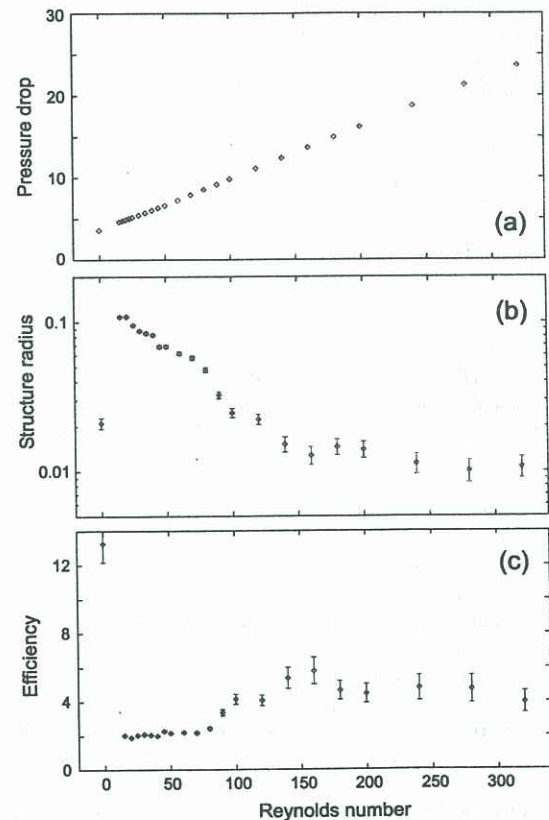 30
20
10
0
Pressure drop
(a)
0.1
0.01
Structure radius
(b)
12
8
4
0
Efficiency
(c)
0 50 100 150 200 250 300
Reynolds number